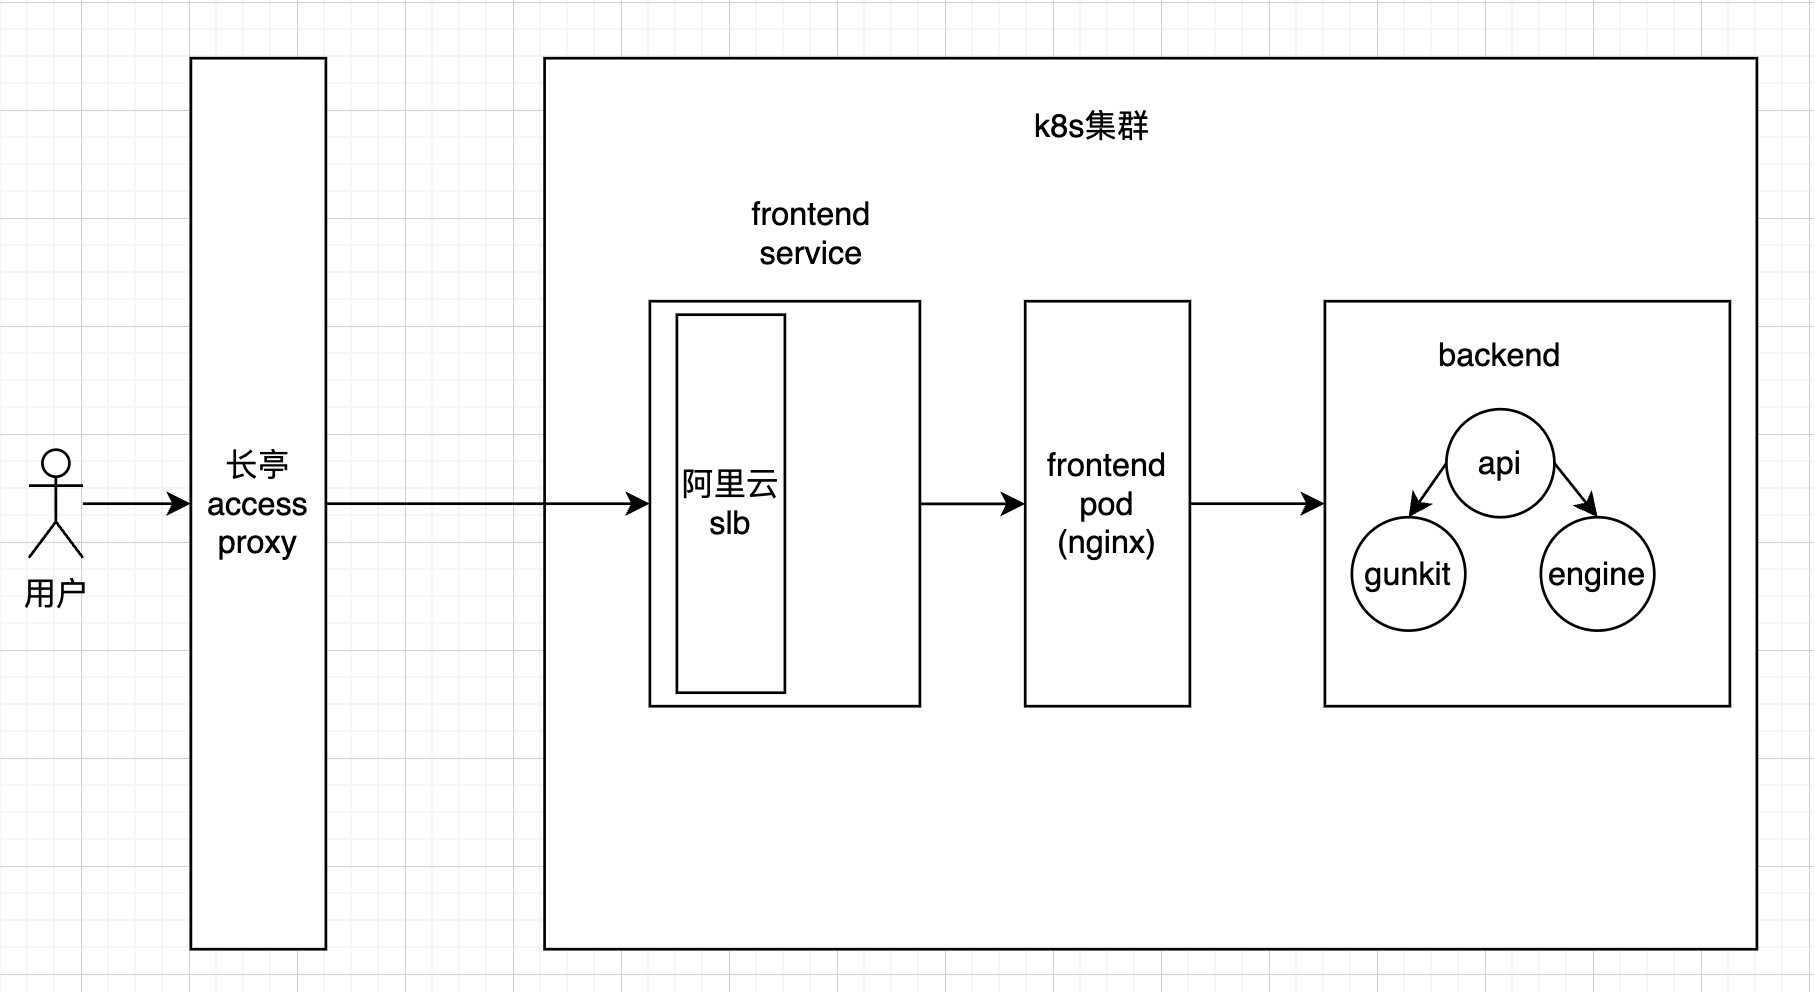 k8s集群
frontend
service
用户
长亭
access
proxy
阿里云
slb
frontend
pod
(nginx)
backend
api
gunkit
engine